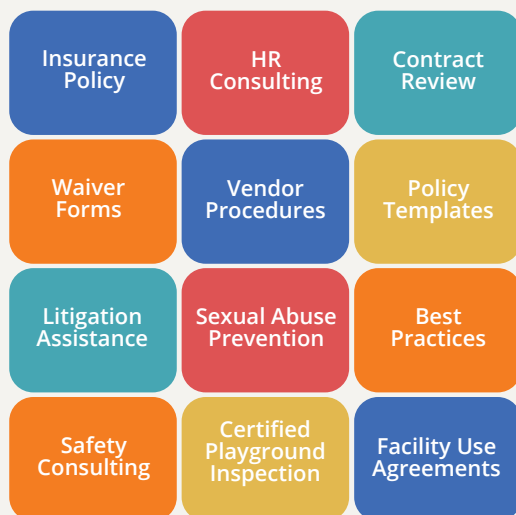 Insurance
Policy
HR
Consulting
Contract
Review
Waiver
Forms
Vendor
Procedures
Policy
Templates
Litigation
Assistance
Sexual Abuse
Prevention
Best
Practices
Safety
Consulting
Certified
Playground
Inspection
Facility Use
Agreements